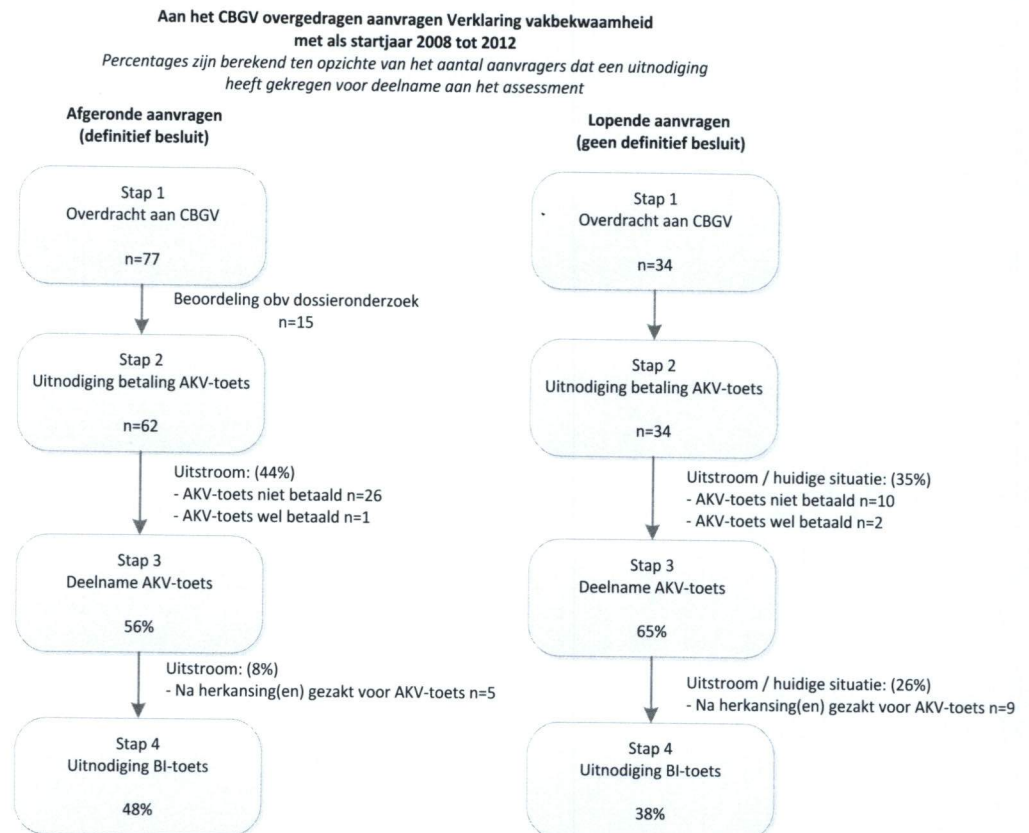 Aan het CBGV overgedragen aanvragen Verklaring vakbekwaamheid
met als startjaar 2008 tot 2012
Percentages zijn berekend ten opzichte van het aantal aanvragers dat een uitnodiging
heeft gekregen voor deelname aan het assessment
Afgeronde aanvragen
(definitief besluit)
Stap 1
Overdracht aan CBGV
n=77
Beoordeling obv dossieronderzoek
n=15
Stap 2
Uitnodiging betaling AKV-toets
n=62
Uitstroom: (44%)
- AKV-toets niet betaald n=26
- AKV-toets wel betaald n=1
Stap 3
Deelname AKV-toets
56%
Uitstroom: (8%)
- Na herkansing(en) gezakt voor AKV-toets n=5
Stap 4
Uitnodiging BI-toets
48%
Lopende aanvragen
(geen definitief besluit)
Stap 1
Overdracht aan CBGV
n=34
Stap 2
Uitnodiging betaling AKV-toets
n=34
Uitstroom / huidige situatie: (35%)
- AKV-toets niet betaald n=10
- AKV-toets wel betaald n=2
Stap 3
Deelname AKV-toets
65%
Uitstroom / huidige situatie: (26%)
- Na herkansing(en) gezakt voor AKV-toets n=9
Stap 4
Uitnodiging BI-toets
38%